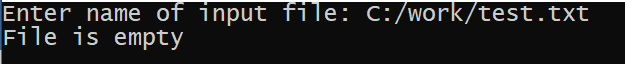 Enter name of input file: C:/work/test.txt
File is empty